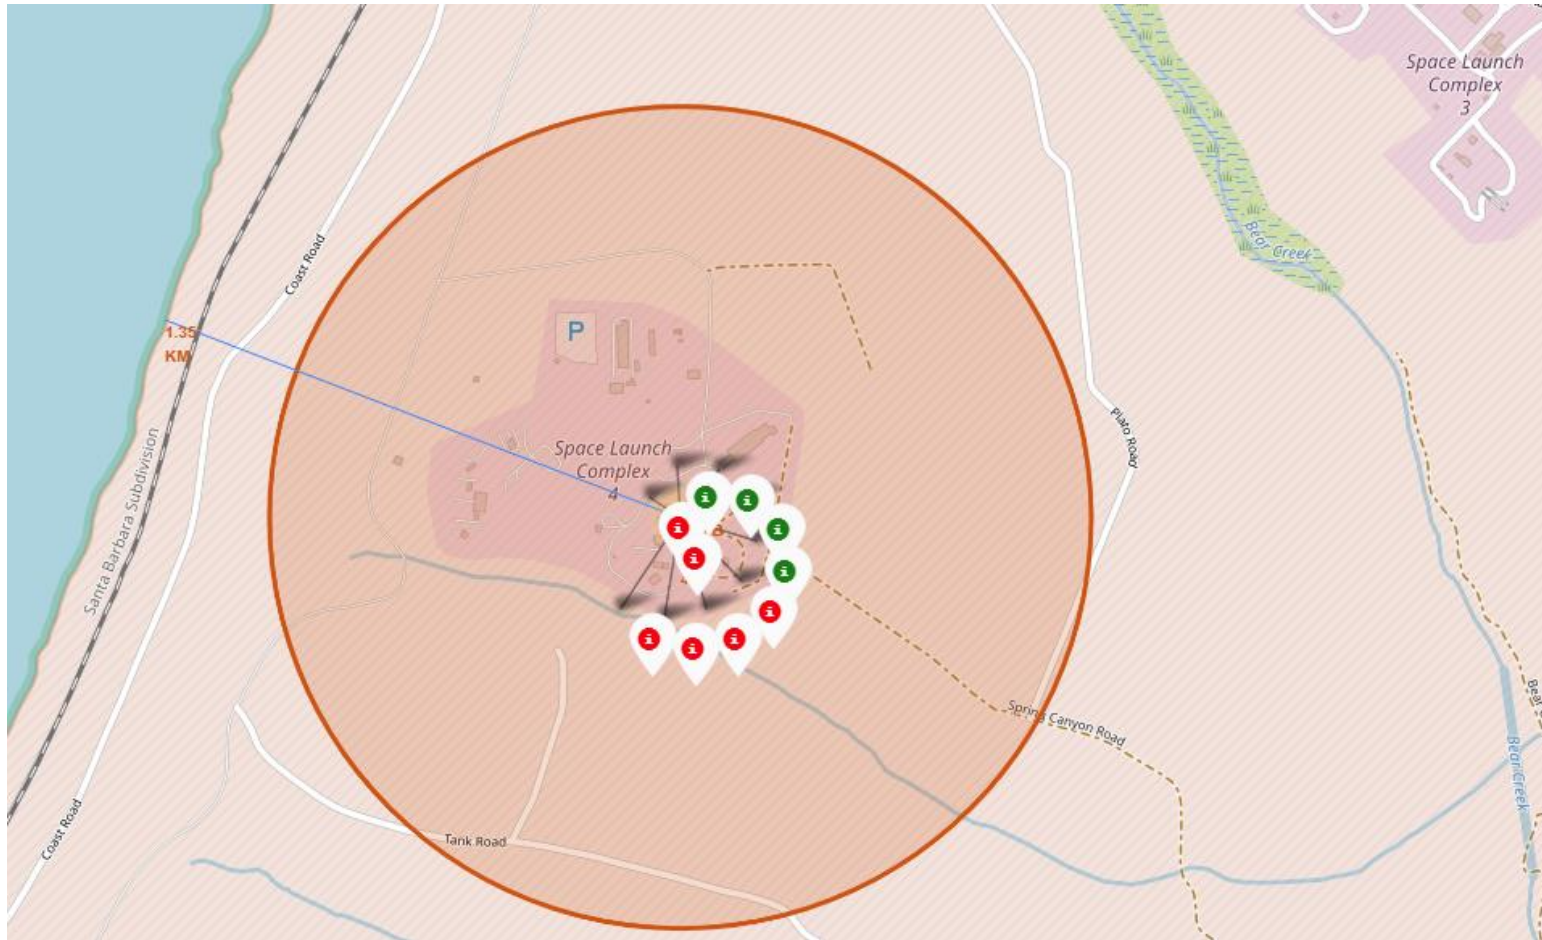 Space Launch
Complex
3
Bear Creek
Coast Road
P
1.35
KM
Plato Road
Santa Barbara Subdivision
Space Launch
Complex
4
i
i
i
i
i
i
i
i
i
i
Spring Canyon Road
Bear
Bear Creek
Coast Road
Tank Road